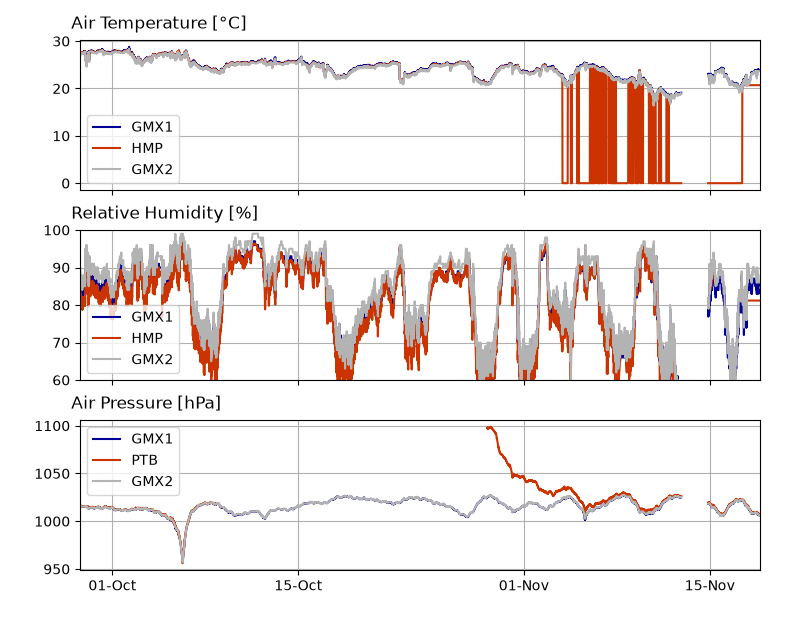 Air Temperature [°C]
30
20
10
0
GMX1
HMP
GMX2
Relative Humidity [%]
100
90
80
70
60
GMX1
HMP
GMX2
Air Pressure [hPa]
1100
1050
1000
950
GMX1
PTB
GMX2
01-Oct 15-Oct 01-Nov 15-Nov